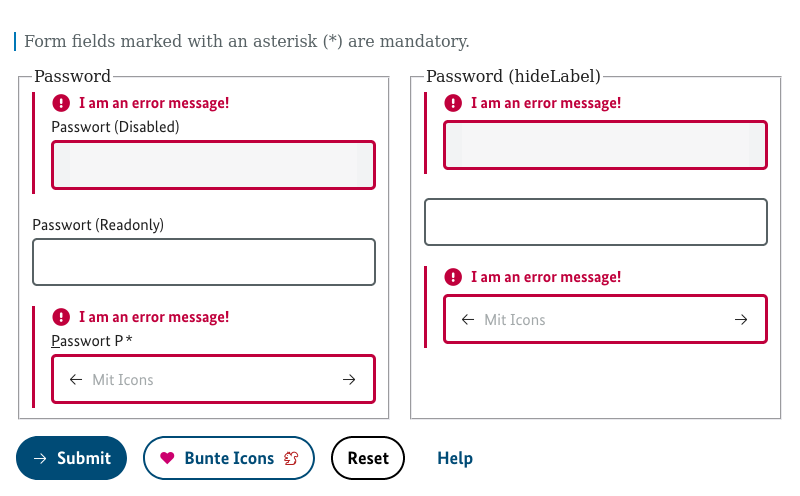 Form fields marked with an asterisk (*) are mandatory.
Password
I am an error message!
Passwort (Disabled)
Passwort (Readonly)
I am an error message!
Passwort P *
Mit Icons
Password (hideLabel)
I am an error message!
I am an error message!
Mit Icons
Submit
Bunte Icons
Reset
Help